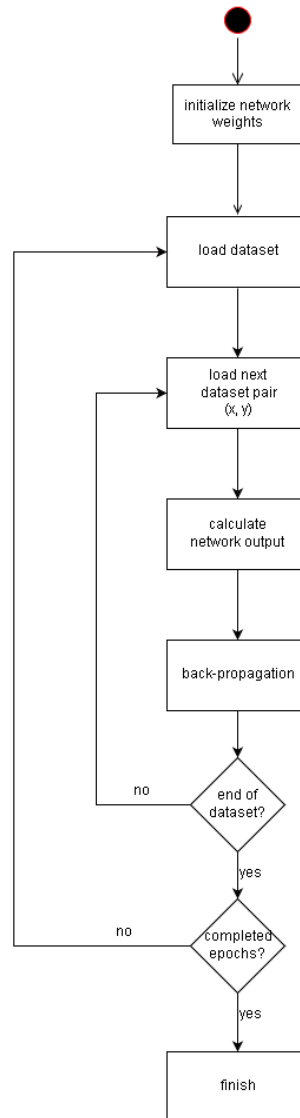 initialize network
weights
load dataset
load next
dataset pair
(x, y)
calculate
network output
back-propagation
no
end of
dataset?
yes
no
completed
epochs?
yes
finish